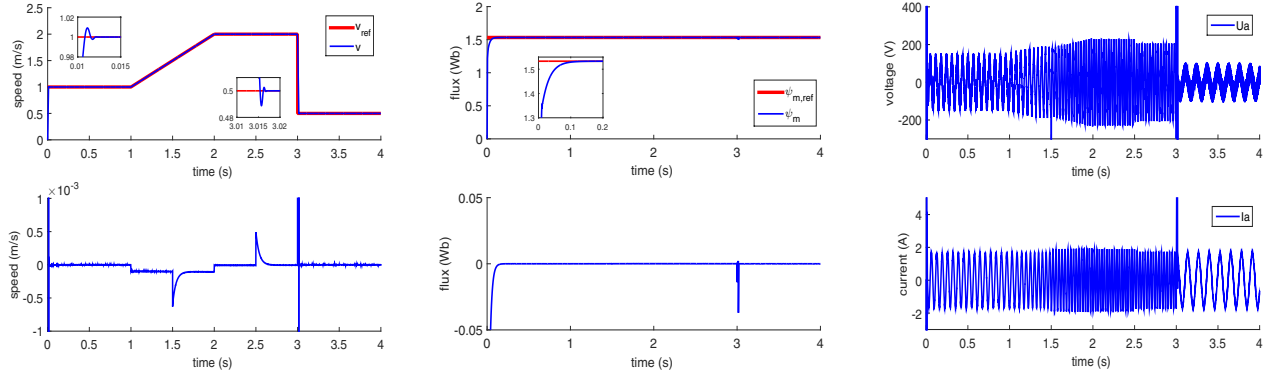 2.5
2
1.5
1
0.5
0
speed (m/s)
1.02
1
0.98
0.01
0.015
0.5
0.48
3.01
3.015
3.02
v_ref
v
0 0.5 1 1.5 2 2.5 3 3.5 4
time (s)
2
1.5
1
0.5
0
flux (Wb)
1.5
1.4
1.3
0 0.1 0.2
ψ_m,ref
ψ_m
0 0.5 1 1.5 2 2.5 3 3.5 4
time (s)
400
200
0
-200
voltage (V)
Ua
0 0.5 1 1.5 2 2.5 3 3.5 4
time (s)
×10^-3
1
0.5
0
-0.5
-1
speed (m/s)
0 0.5 1 1.5 2 2.5 3 3.5 4
time (s)
0.05
0
-0.05
flux (Wb)
0 0.5 1 1.5 2 2.5 3 3.5 4
time (s)
4
2
0
-2
current (A)
Ia
0 0.5 1 1.5 2 2.5 3 3.5 4
time (s)